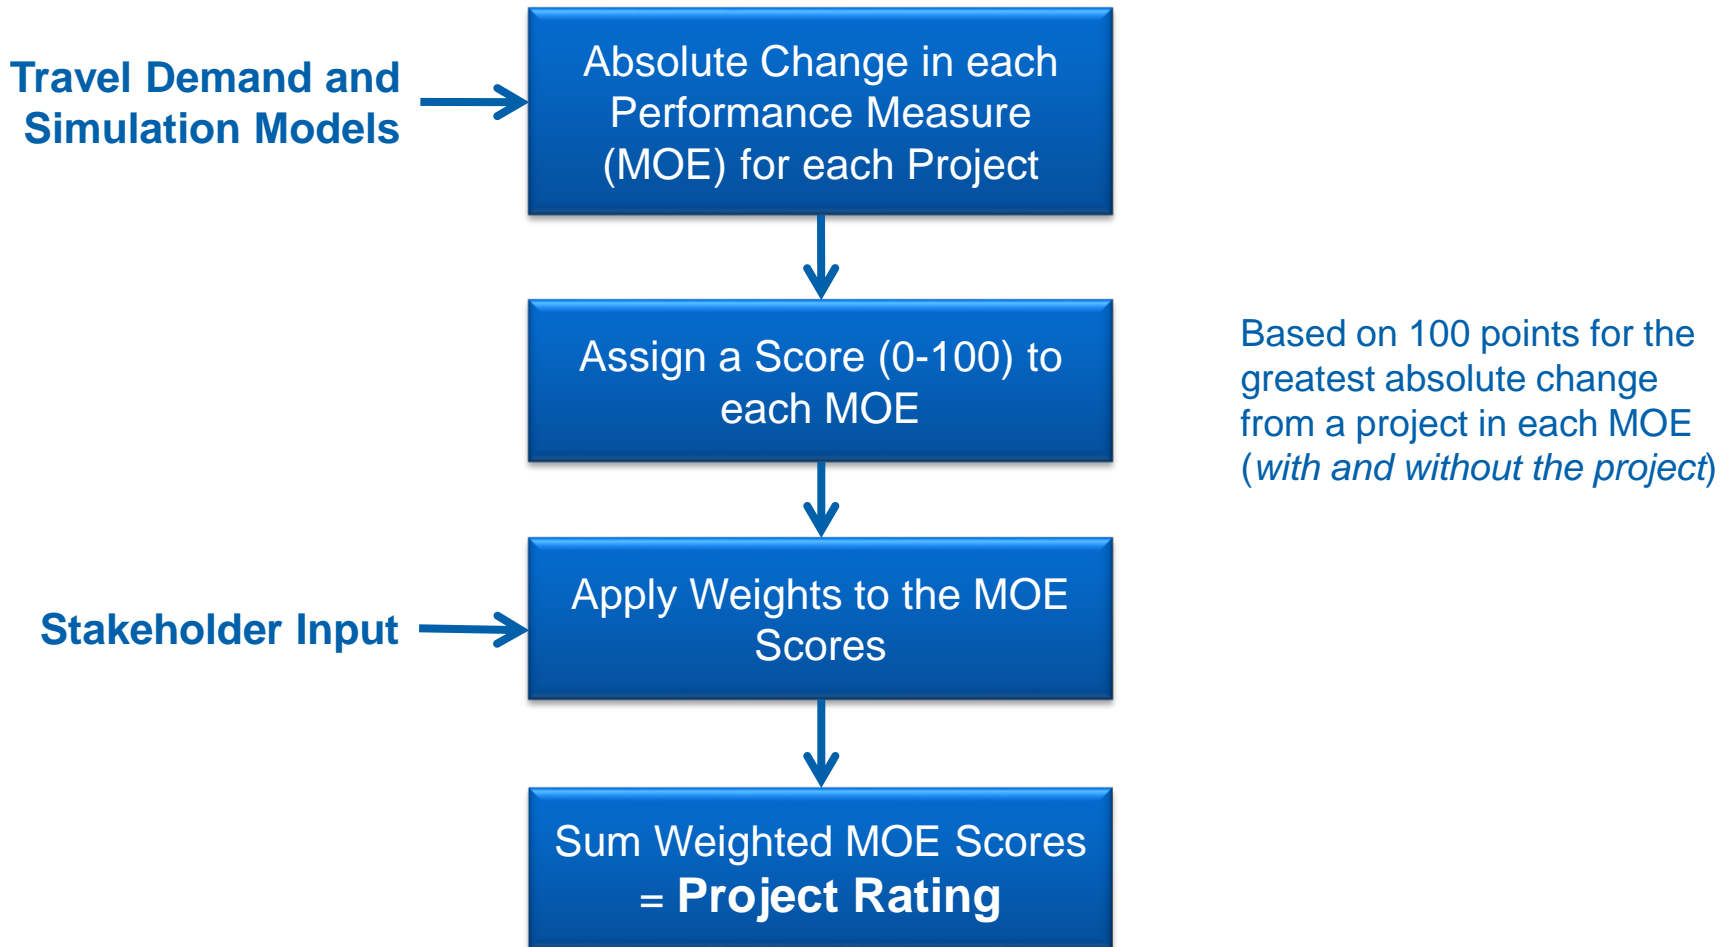 Travel Demand and
Simulation Models
Absolute Change in each
Performance Measure
(MOE) for each Project
Assign a Score (0-100) to
each MOE
Based on 100 points for the
greatest absolute change
from a project in each MOE
(with and without the project)
Stakeholder Input
Apply Weights to the MOE
Scores
Sum Weighted MOE Scores
= Project Rating